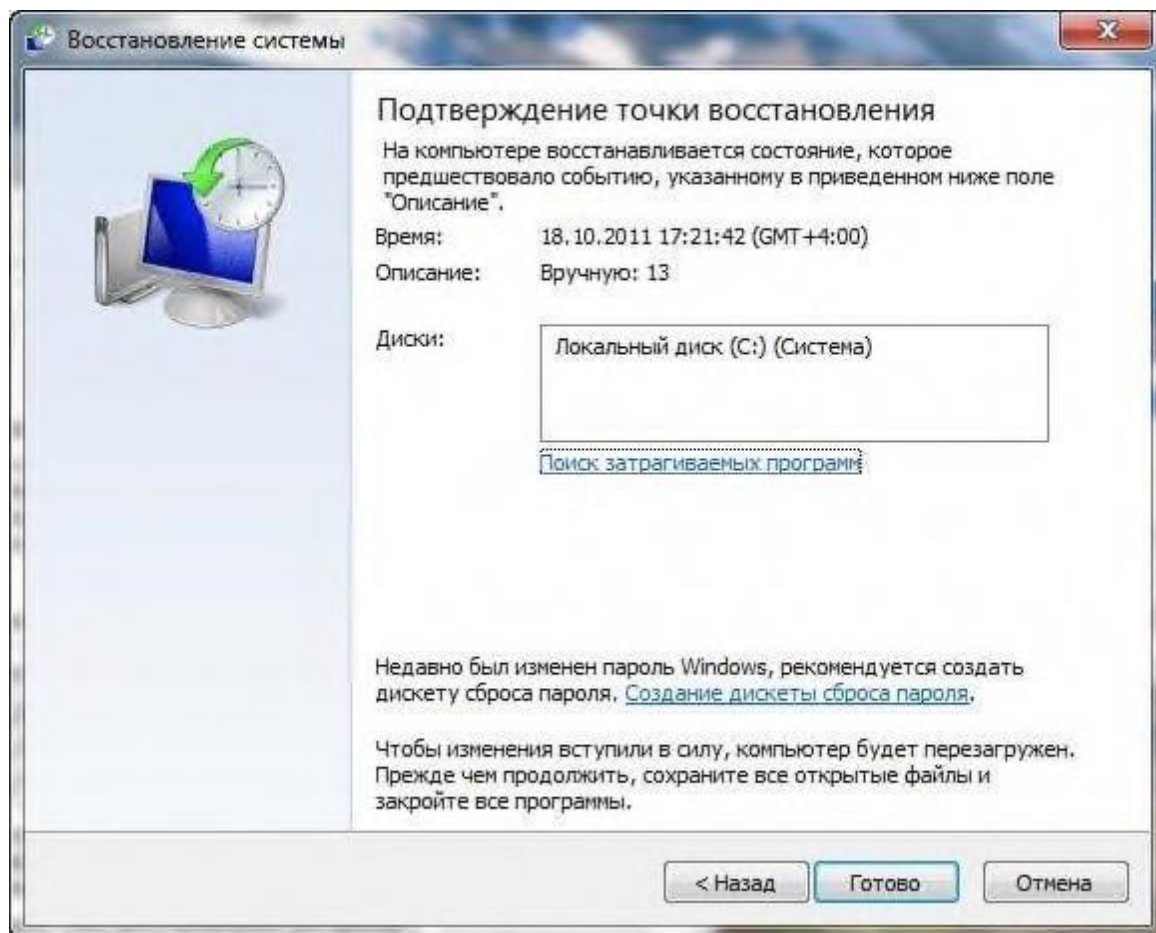 Восстановление системы
Подтверждение точки восстановления
На компьютере восстанавливается состояние, которое
предшествовало событию, указанному в приведенном ниже поле
"Описание".
Время: 18.10.2011 17:21:42 (GMT+4:00)
Описание: Вручную: 13
Диски: Локальный диск (C:) (Система)
Поиск затрагиваемых программ
Недавно был изменен пароль Windows, рекомендуется создать
дискету сброса пароля. Создание дискеты сброса пароля.
Чтобы изменения вступили в силу, компьютер будет перезагружен.
Прежде чем продолжить, сохраните все открытые файлы и
закройте все программы.
< Назад Готово Отмена